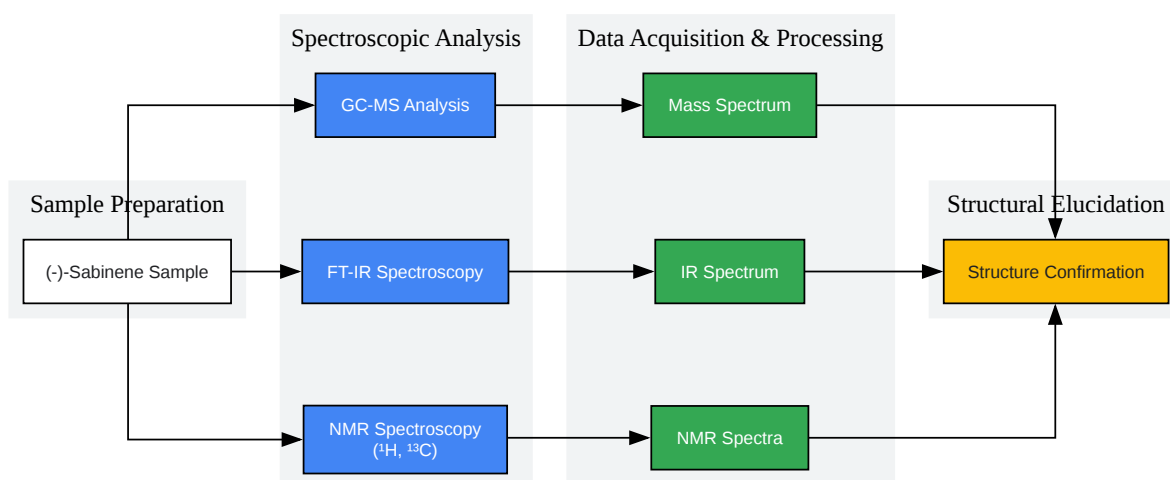 Spectroscopic Analysis
Data Acquisition & Processing
GC-MS Analysis
Mass Spectrum
Sample Preparation
Structural Elucidation
(-)-Sabinene Sample
FT-IR Spectroscopy
IR Spectrum
Structure Confirmation
NMR Spectroscopy
(¹H, ¹³C)
NMR Spectra